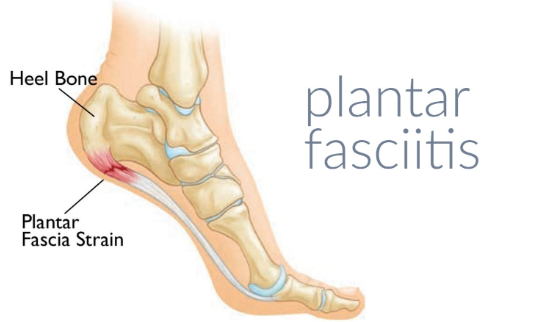 Heel Bone
plantar
fasciitis
Plantar
Fascia Strain